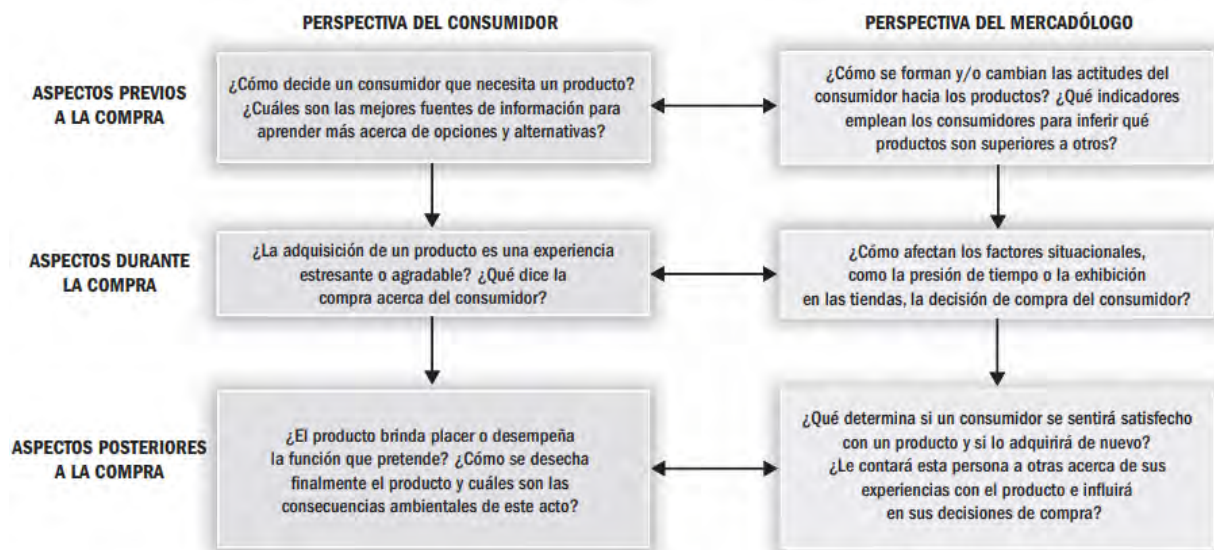 PERSPECTIVA DEL CONSUMIDOR
PERSPECTIVA DEL MERCADÓLOGO
ASPECTOS PREVIOS
A LA COMPRA
¿Cómo decide un consumidor que necesita un producto?
¿Cuáles son las mejores fuentes de información para
aprender más acerca de opciones y alternativas?
¿Cómo se forman y/o cambian las actitudes del
consumidor hacia los productos? ¿Qué indicadores
emplean los consumidores para inferir qué
productos son superiores a otros?
ASPECTOS DURANTE
LA COMPRA
¿La adquisición de un producto es una experiencia
estresante o agradable? ¿Qué dice la
compra acerca del consumidor?
¿Cómo afectan los factores situacionales,
como la presión de tiempo o la exhibición
en las tiendas, la decisión de compra del consumidor?
ASPECTOS POSTERIORES
A LA COMPRA
¿El producto brinda placer o desempeña
la función que pretende? ¿Cómo se desecha
finalmente el producto y cuáles son las
consecuencias ambientales de este acto?
¿Qué determina si un consumidor se sentirá satisfecho
con un producto y si lo adquirirá de nuevo?
¿Le contará esta persona a otras acerca de sus
experiencias con el producto e influirá
en sus decisiones de compra?